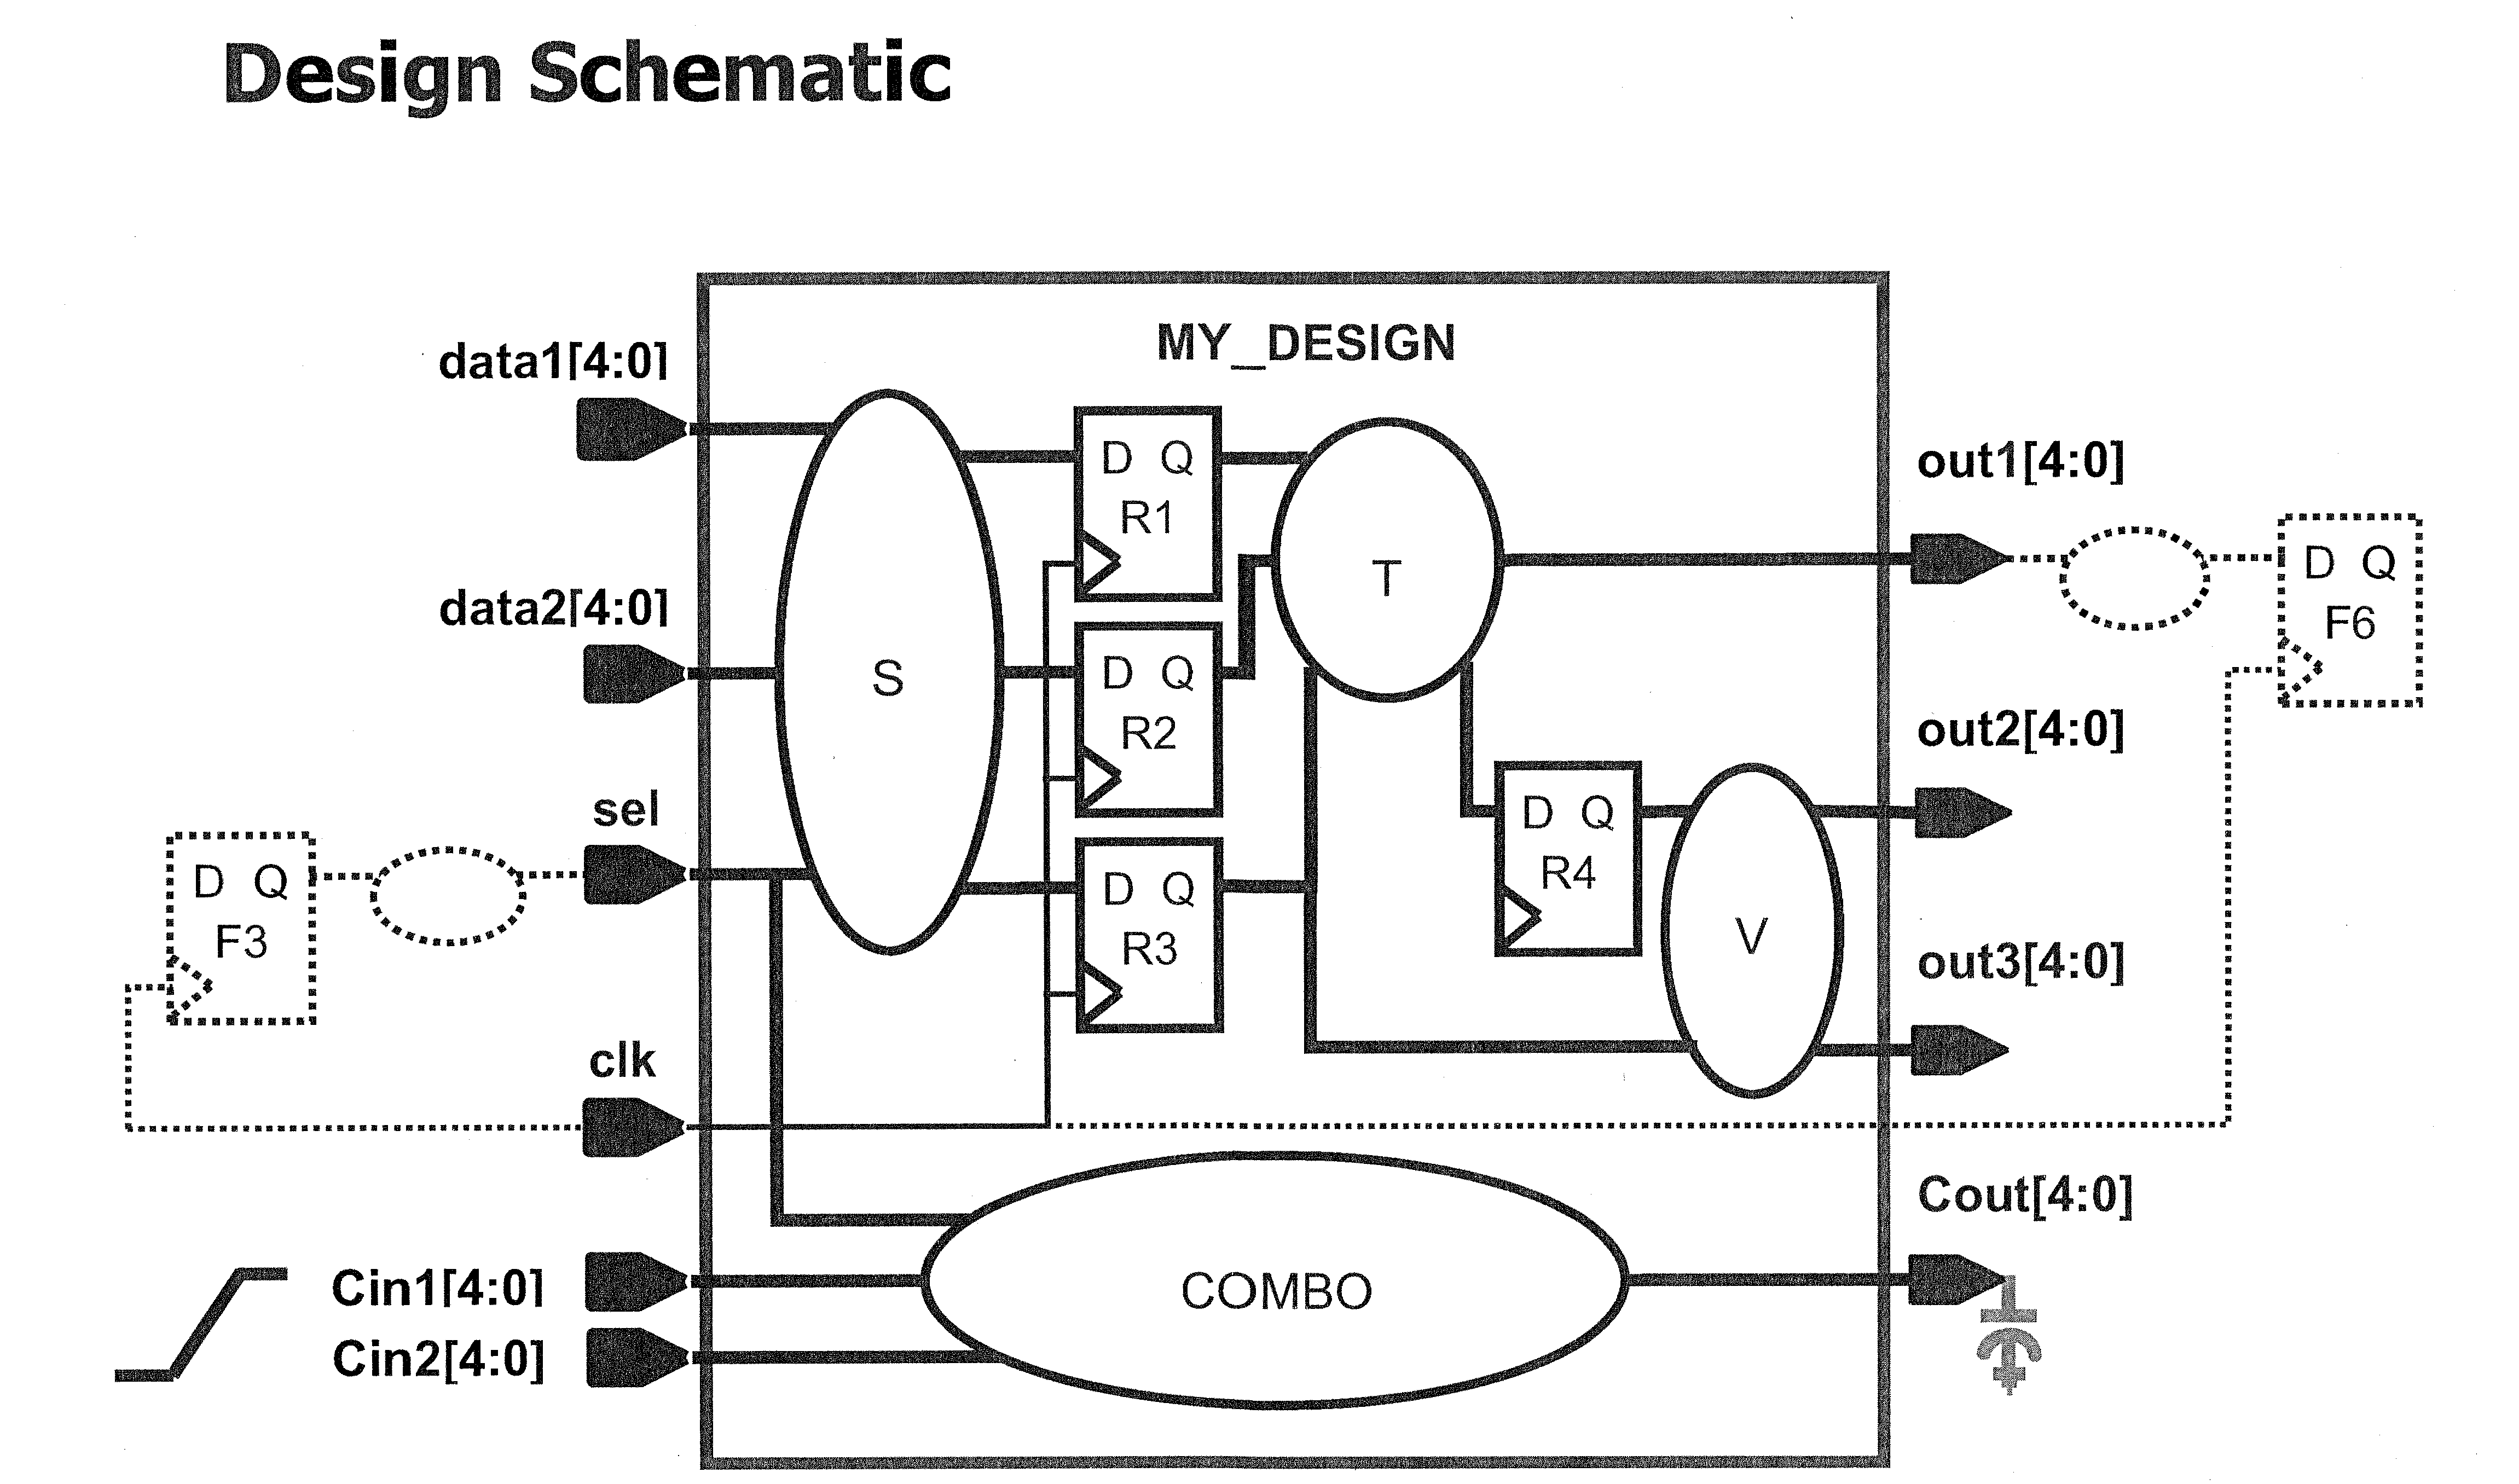 Design Schematic
MY_DESIGN
data1[4:0]
D Q
R1
T
out1[4:0]
D Q
F6
data2[4:0]
S
D Q
R2
out2[4:0]
sel
D Q
F3
D Q
R3
D Q
R4
V
out3[4:0]
clk
Cout[4:0]
Cin1[4:0]
COMBO
Cin2[4:0]